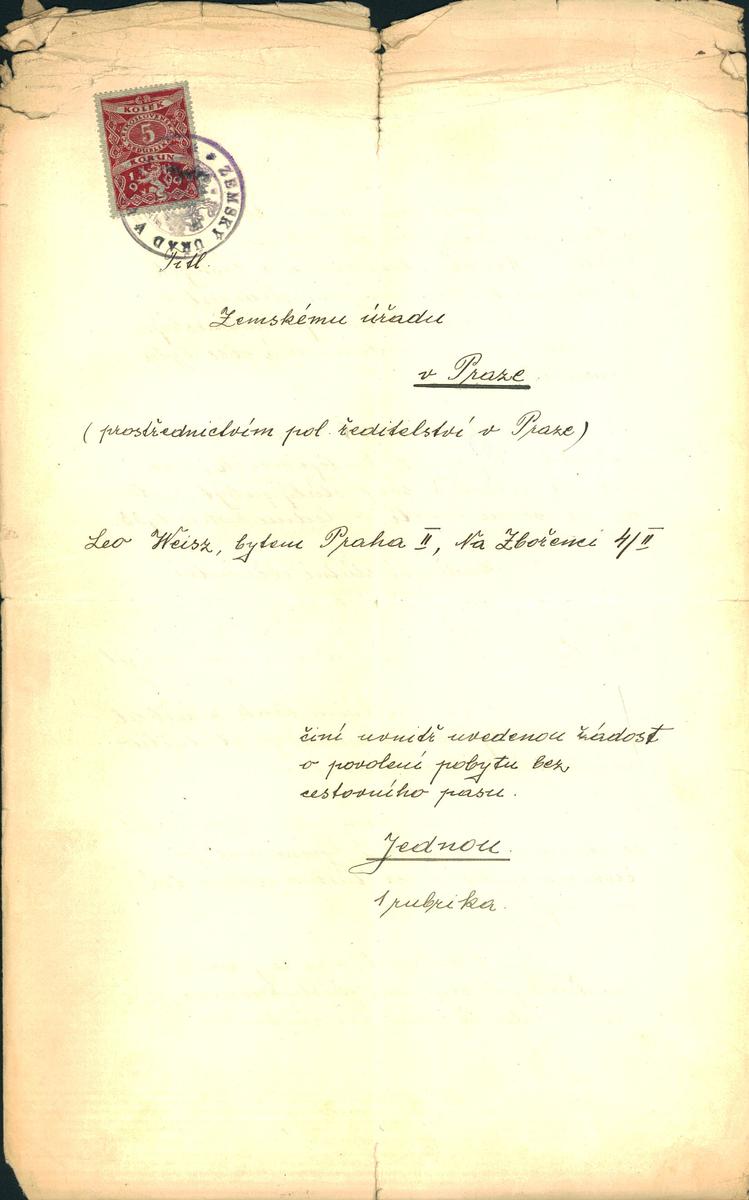 KOLEK
5
KORUN
ZEMSKÝ ÚŘAD V
Titl.
Zemskému úřadu
v Praze
(prostřednictvím pol. ředitelství v Praze)
Leo Weisz, bytem Praha II, Na Zbořenci 4/II
činí uvnitř uvedenou žádost
o povolení pobytu bez
cestovního pasu.
Jednou.
1 rubrika.